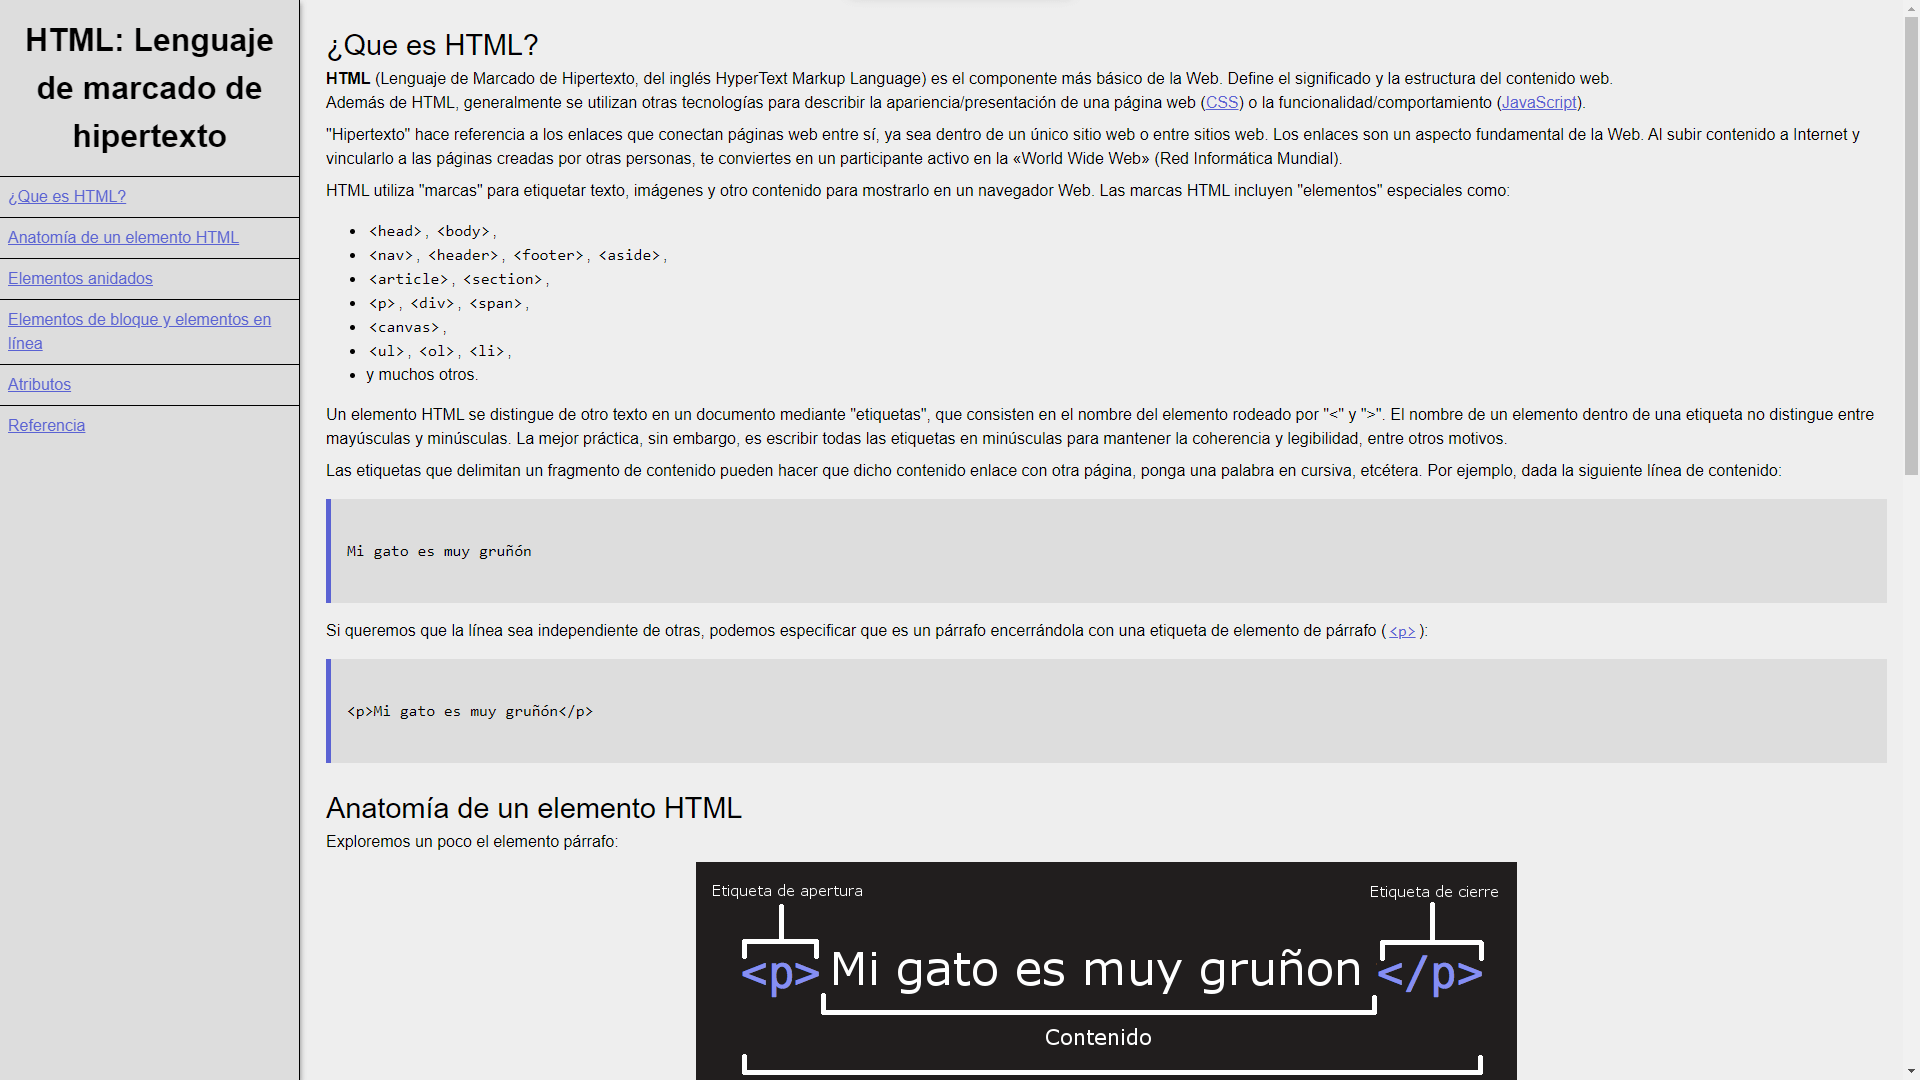 HTML: Lenguaje
de marcado de
hipertexto
¿Que es HTML?
Anatomía de un elemento HTML
Elementos anidados
Elementos de bloque y elementos en
línea
Atributos
Referencia
¿Que es HTML?
HTML (Lenguaje de Marcado de Hipertexto, del inglés HyperText Markup Language) es el componente más básico de la Web. Define el significado y la estructura del contenido web.
Además de HTML, generalmente se utilizan otras tecnologías para describir la apariencia/presentación de una página web (CSS) o la funcionalidad/comportamiento (JavaScript).
"Hipertexto" hace referencia a los enlaces que conectan páginas web entre sí, ya sea dentro de un único sitio web o entre sitios web. Los enlaces son un aspecto fundamental de la Web. Al subir contenido a Internet y
vincularlo a las páginas creadas por otras personas, te conviertes en un participante activo en la «World Wide Web» (Red Informática Mundial).
HTML utiliza "marcas" para etiquetar texto, imágenes y otro contenido para mostrarlo en un navegador Web. Las marcas HTML incluyen "elementos" especiales como:
• <head>, <body>,
• <nav>, <header>, <footer>, <aside>,
• <article>, <section>,
• <p>, <div>, <span>,
• <canvas>,
• <ul>, <ol>, <li>,
• y muchos otros.
Un elemento HTML se distingue de otro texto en un documento mediante "etiquetas", que consisten en el nombre del elemento rodeado por "<" y ">". El nombre de un elemento dentro de una etiqueta no distingue entre
mayúsculas y minúsculas. La mejor práctica, sin embargo, es escribir todas las etiquetas en minúsculas para mantener la coherencia y legibilidad, entre otros motivos.
Las etiquetas que delimitan un fragmento de contenido pueden hacer que dicho contenido enlace con otra página, ponga una palabra en cursiva, etcétera. Por ejemplo, dada la siguiente línea de contenido:
Mi gato es muy gruñón
Si queremos que la línea sea independiente de otras, podemos especificar que es un párrafo encerrándola con una etiqueta de elemento de párrafo (<p>):
<p>Mi gato es muy gruñón</p>
Anatomía de un elemento HTML
Exploremos un poco el elemento párrafo:
Etiqueta de apertura Etiqueta de cierre
<p> Mi gato es muy gruñon </p>
Contenido